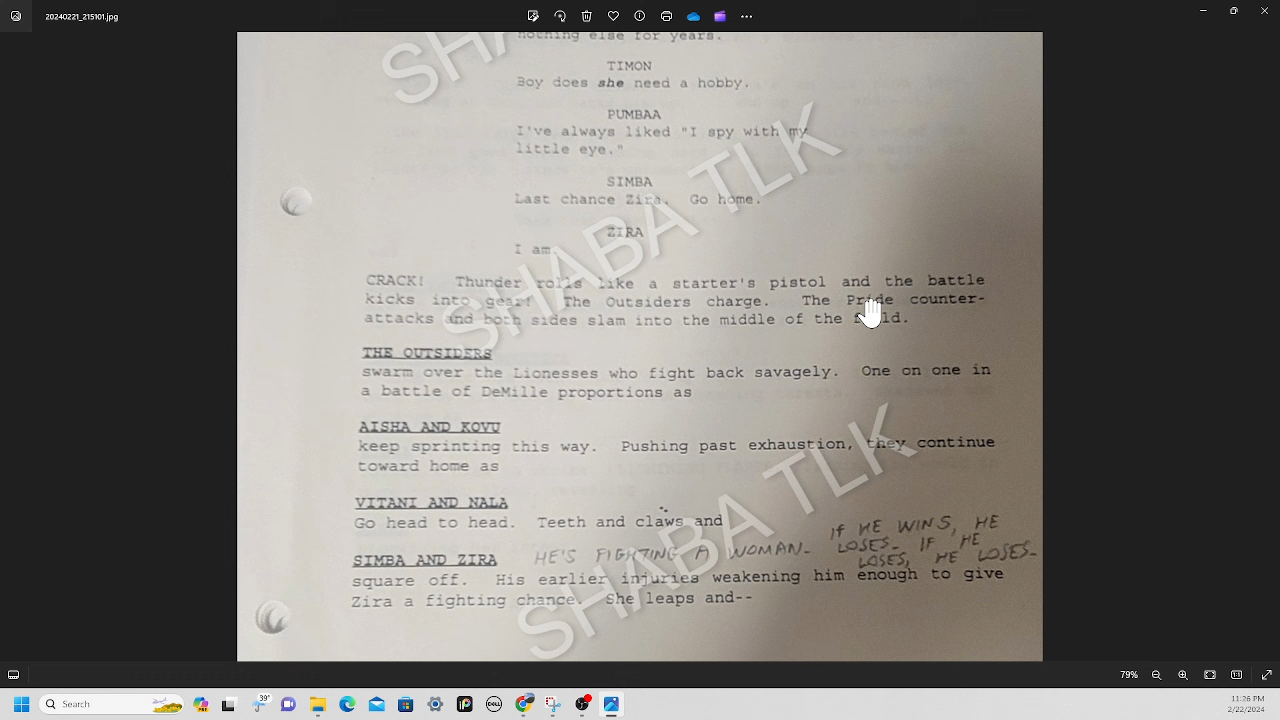 20240221_215101.jpg
nothing else for years.
TIMON
Boy does she need a hobby.
PUMBAA
I've always liked "I spy with my
little eye."
SIMBA
Last chance Zira. Go home.
ZIRA
I am.
CRACK! Thunder rolls like a starter's pistol and the battle
kicks into gear! The Outsiders charge. The Pride counter-
attacks and both sides slam into the middle of the field.
THE OUTSIDERS
swarm over the Lionesses who fight back savagely. One on one in
a battle of DeMille proportions as
AISHA AND KOVU
keep sprinting this way. Pushing past exhaustion, they continue
toward home as
VITANI AND NALA
Go head to head. Teeth and claws and
IF HE WINS, HE
LOSES. IF HE
LOSES, HE LOSES.
SIMBA AND ZIRA HE'S FIGHTING A WOMAN.
square off. His earlier injuries weakening him enough to give
Zira a fighting chance. She leaps and--
SHABA TLK
SHABA TLK
SHABA TLK
79%
Search
39°
DELL
11:26 PM
2/22/2024